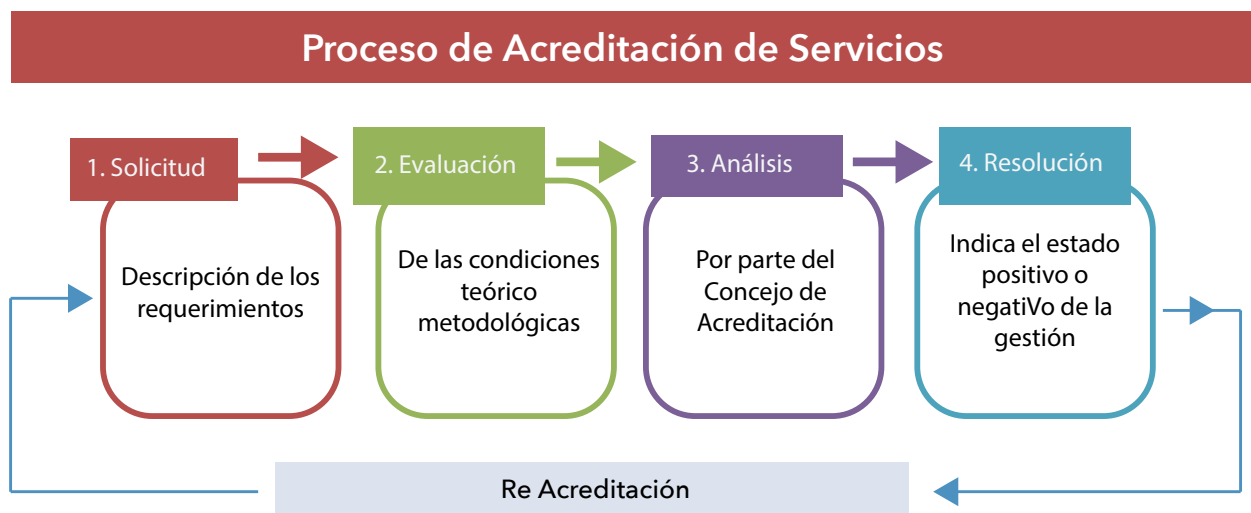 Proceso de Acreditación de Servicios
1. Solicitud
Descripción de los
requerimientos
2. Evaluación
De las condiciones
teórico
metodológicas
3. Análisis
Por parte del
Concejo de
Acreditación
4. Resolución
Indica el estado
positivo o
negatiVo de la
gestión
Re Acreditación